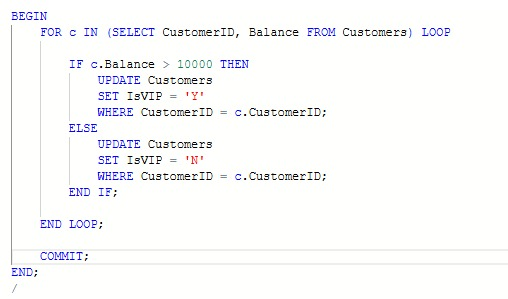 BEGIN
    FOR c IN (SELECT CustomerID, Balance FROM Customers) LOOP

        IF c.Balance > 10000 THEN
            UPDATE Customers
            SET IsVIP = 'Y'
            WHERE CustomerID = c.CustomerID;
        ELSE
            UPDATE Customers
            SET IsVIP = 'N'
            WHERE CustomerID = c.CustomerID;
        END IF;

    END LOOP;

    COMMIT;
END;
/